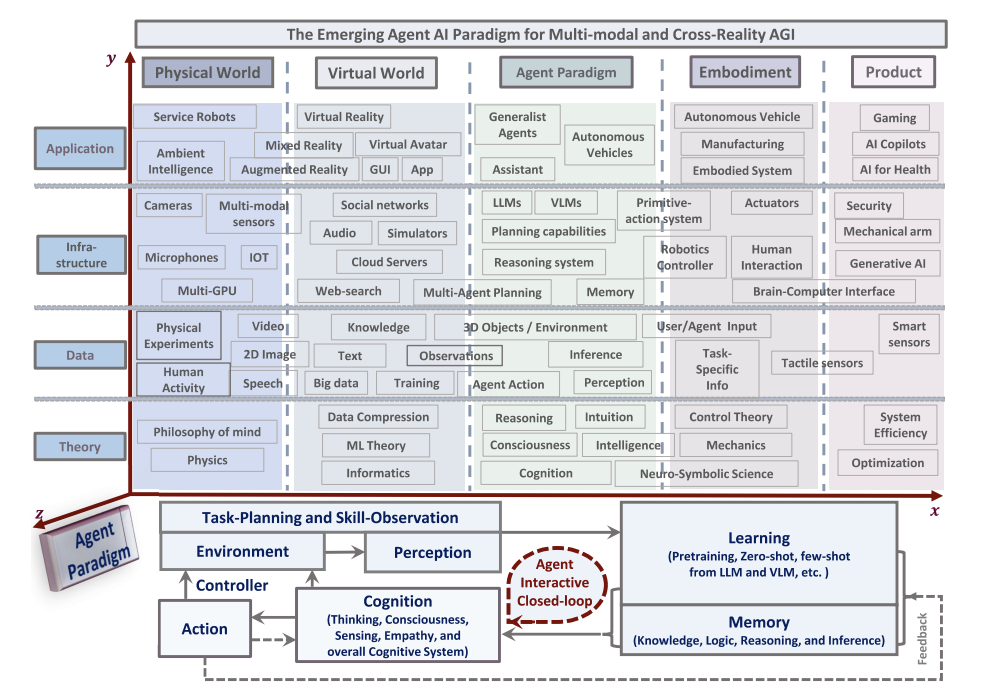 The Emerging Agent AI Paradigm for Multi-modal and Cross-Reality AGI
y
Physical World
Virtual World
Agent Paradigm
Embodiment
Product
Application
Service Robots
Virtual Reality
Generalist
Agents
Autonomous
Vehicles
Autonomous Vehicle
Gaming
Ambient
Intelligence
Mixed Reality
Virtual Avatar
Manufacturing
AI Copilots
Augmented Reality
GUI
App
Assistant
Embodied System
AI for Health
Infra-
structure
Cameras
Multi-modal
sensors
Social networks
LLMs
VLMs
Primitive-
action system
Actuators
Security
Audio
Simulators
Planning capabilities
Mechanical arm
Microphones
IOT
Cloud Servers
Reasoning system
Robotics
Controller
Human
Interaction
Generative AI
Multi-GPU
Web-search
Multi-Agent Planning
Memory
Brain-Computer Interface
Data
Physical
Experiments
Video
Knowledge
3D Objects / Environment
User/Agent Input
Smart
sensors
2D Image
Text
Observations
Inference
Task-
Specific
Info
Tactile sensors
Human
Activity
Speech
Big data
Training
Agent Action
Perception
Theory
Data Compression
Reasoning
Intuition
Control Theory
System
Efficiency
Philosophy of mind
ML Theory
Consciousness
Intelligence
Mechanics
Physics
Informatics
Cognition
Neuro-Symbolic Science
Optimization
z
x
Agent
Paradigm
Task-Planning and Skill-Observation
Environment
Perception
Controller
Action
Cognition
(Thinking, Consciousness,
Sensing, Empathy, and
overall Cognitive System)
Agent
Interactive
Closed-loop
Learning
(Pretraining, Zero-shot, few-shot
from LLM and VLM, etc. )
Memory
(Knowledge, Logic, Reasoning, and Inference)
Feedback